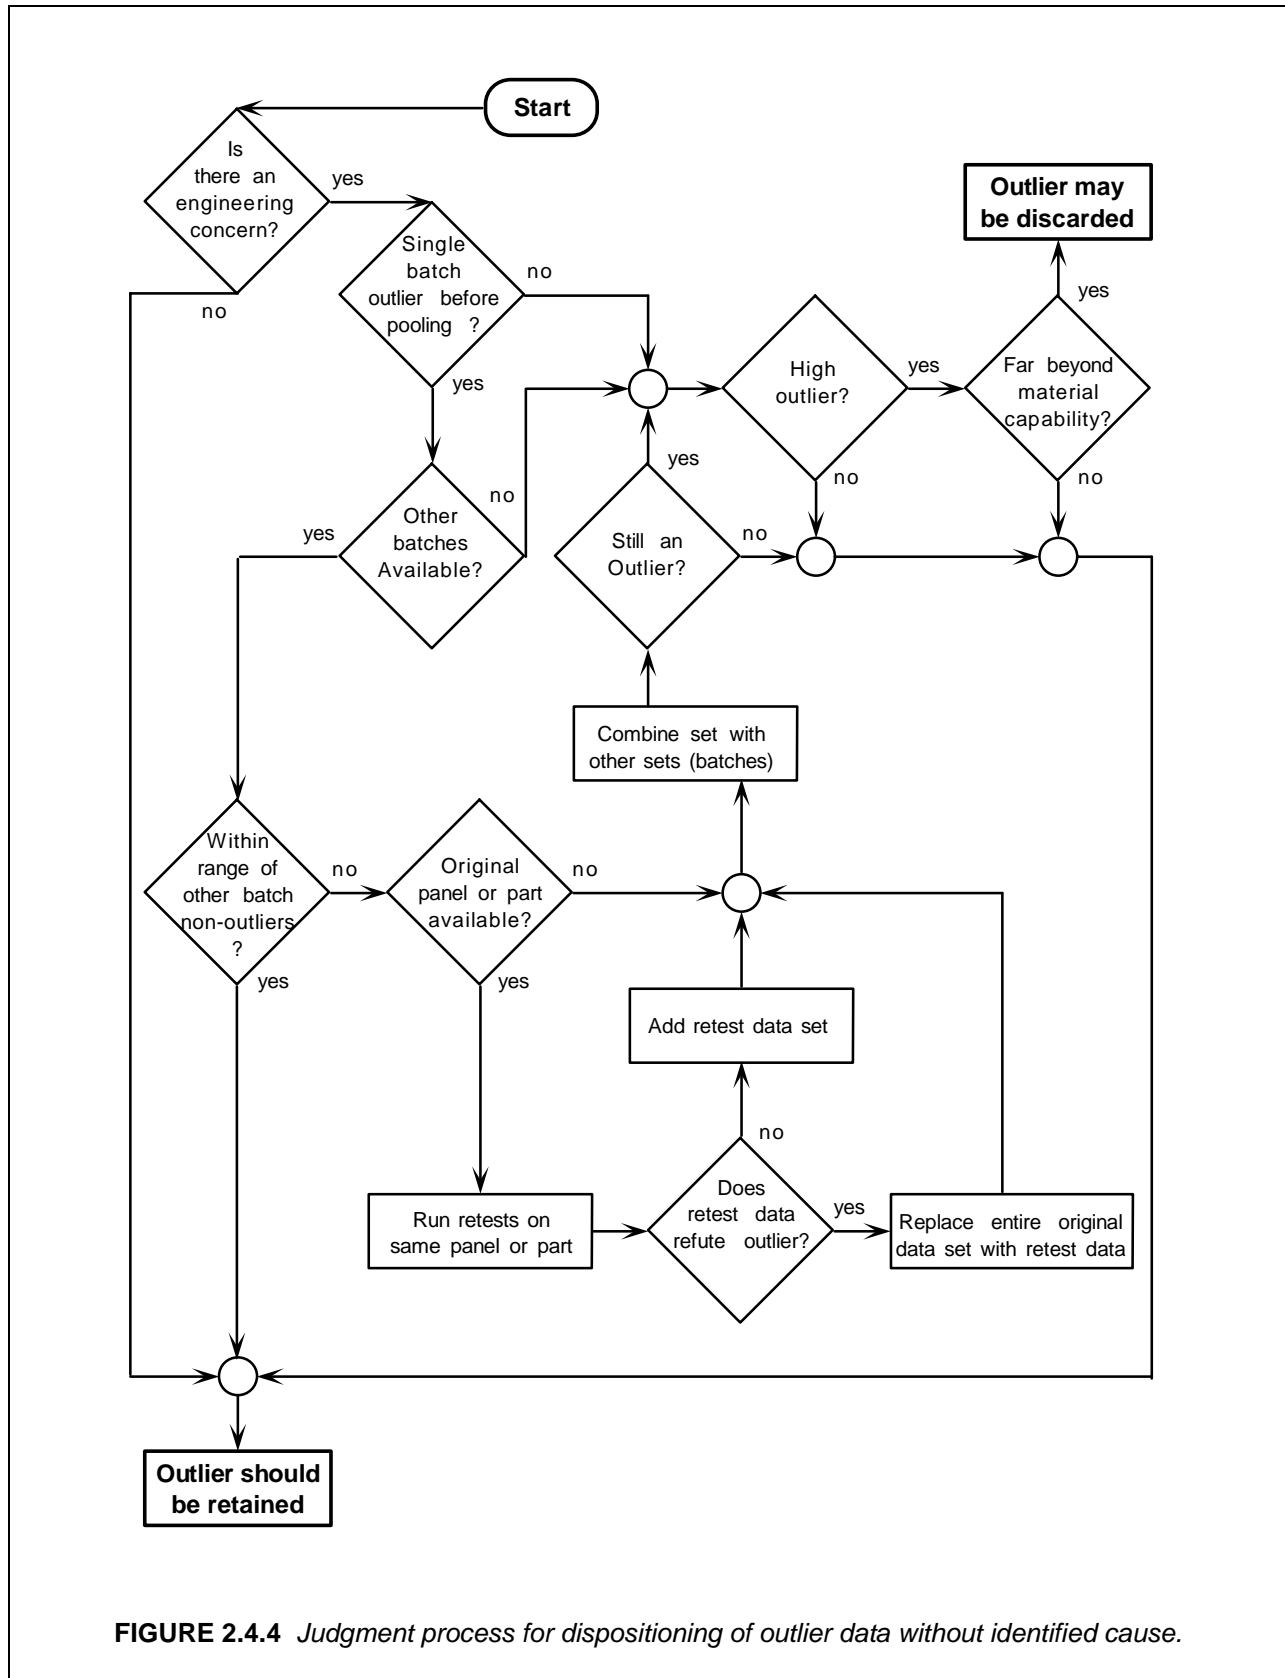 Start
Is
there an
engineering
concern?
yes
no
Single
batch
outlier before
pooling ?
no
yes
Outlier may
be discarded
yes
High
outlier?
yes
no
Far beyond
material
capability?
no
Other
batches
Available?
no
yes
Still an
Outlier?
yes
no
Combine set with
other sets (batches)
Within
range of
other batch
non-outliers
?
no
yes
Original
panel or part
available?
no
yes
Add retest data set
no
Run retests on
same panel or part
Does
retest data
refute outlier?
yes
Replace entire original
data set with retest data
Outlier should
be retained
FIGURE 2.4.4 Judgment process for dispositioning of outlier data without identified cause.